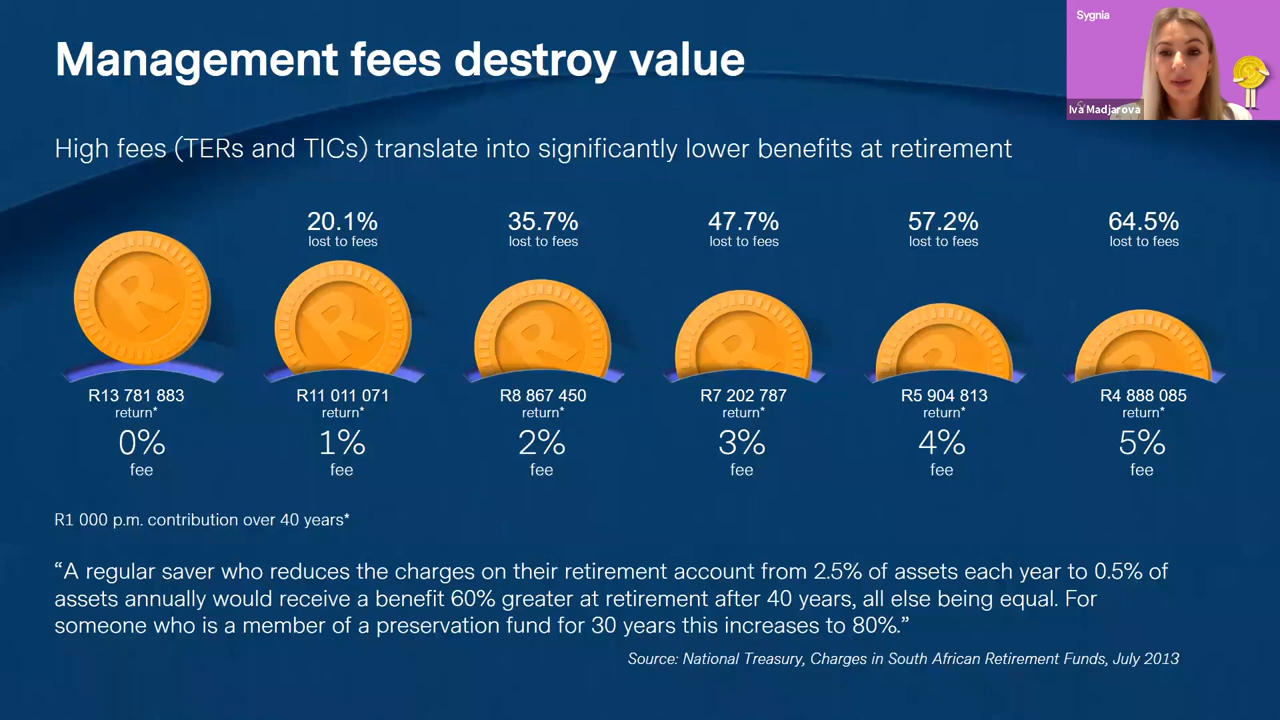 Management fees destroy value
Sygnia
Iva Madjarova
High fees (TERs and TICs) translate into significantly lower benefits at retirement
20.1%
lost to fees
35.7%
lost to fees
47.7%
lost to fees
57.2%
lost to fees
64.5%
lost to fees
R
R
R
R
R
R
R13 781 883
return*
0%
fee
R11 011 071
return*
1%
fee
R8 867 450
return*
2%
fee
R7 202 787
return*
3%
fee
R5 904 813
return*
4%
fee
R4 888 085
return*
5%
fee
R1 000 p.m. contribution over 40 years*
“A regular saver who reduces the charges on their retirement account from 2.5% of assets each year to 0.5% of
assets annually would receive a benefit 60% greater at retirement after 40 years, all else being equal. For
someone who is a member of a preservation fund for 30 years this increases to 80%.”
Source: National Treasury, Charges in South African Retirement Funds, July 2013